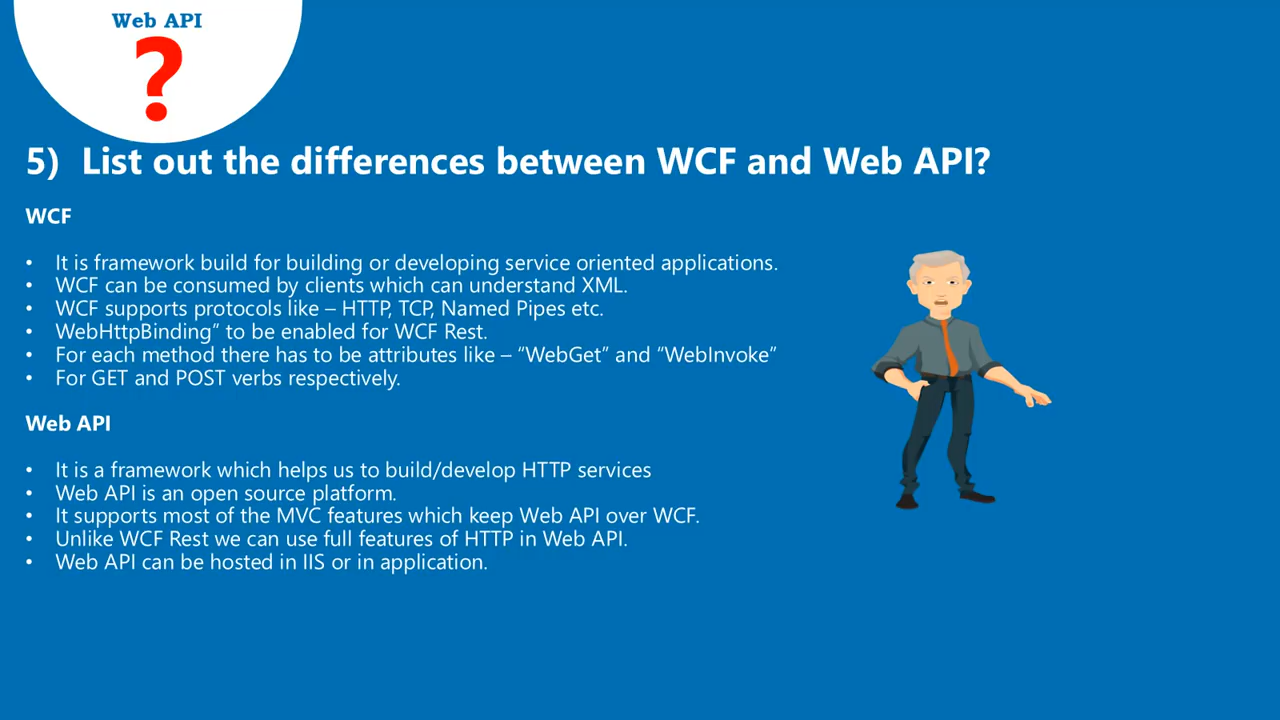 Web API
?
5) List out the differences between WCF and Web API?
WCF
• It is framework build for building or developing service oriented applications.
• WCF can be consumed by clients which can understand XML.
• WCF supports protocols like – HTTP, TCP, Named Pipes etc.
• WebHttpBinding” to be enabled for WCF Rest.
• For each method there has to be attributes like – “WebGet” and “WebInvoke”
• For GET and POST verbs respectively.
Web API
• It is a framework which helps us to build/develop HTTP services
• Web API is an open source platform.
• It supports most of the MVC features which keep Web API over WCF.
• Unlike WCF Rest we can use full features of HTTP in Web API.
• Web API can be hosted in IIS or in application.